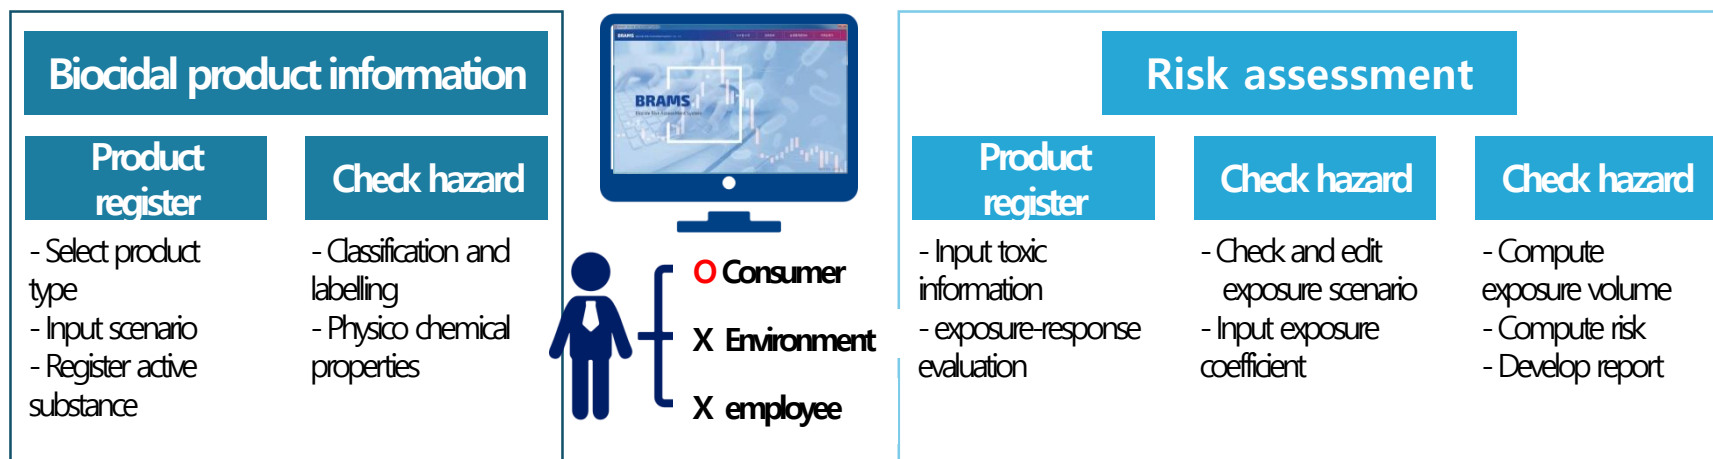 Biocidal product information
Product
register
- Select product
type
- Input scenario
- Register active
substance
Check hazard
- Classification and
labelling
- Physico chemical
properties
BRAMS
BRAMS
O Consumer
X Environment
X employee
Risk assessment
Product
register
- Input toxic
information
- exposure-response
evaluation
Check hazard
- Check and edit
exposure scenario
- Input exposure
coefficient
Check hazard
- Compute
exposure volume
- Compute risk
- Develop report